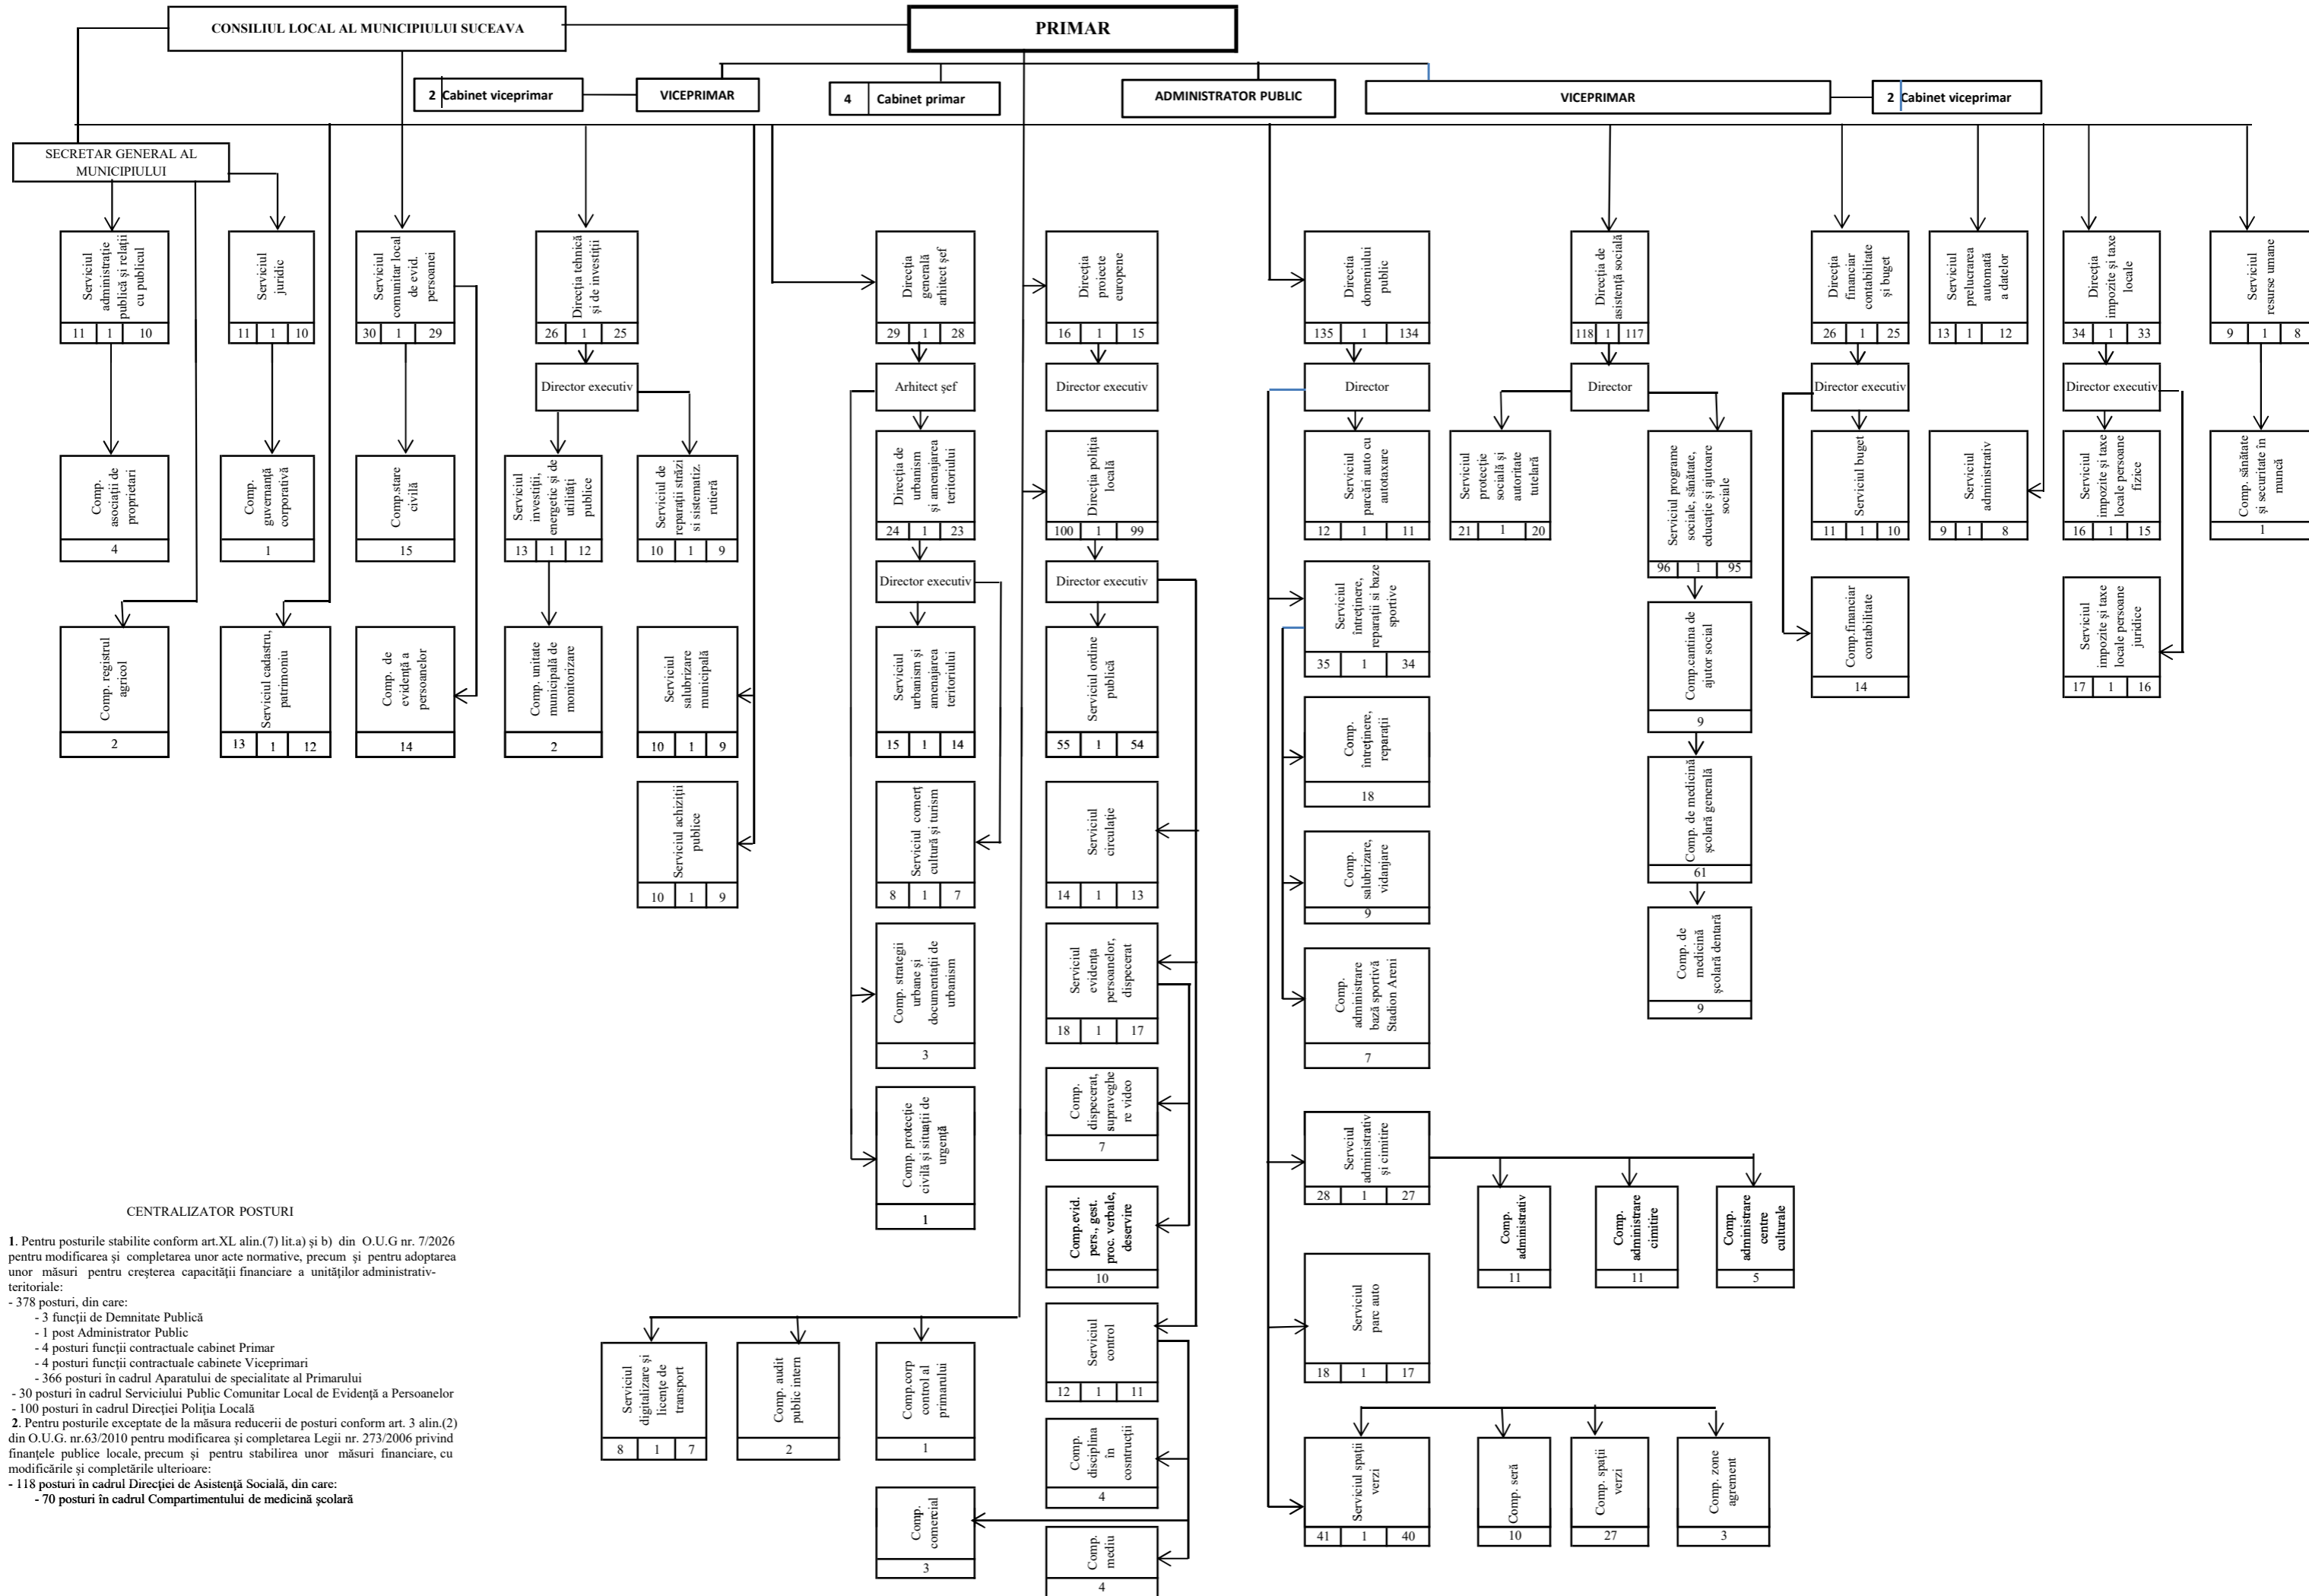 CONSILIUL LOCAL AL MUNICIPIULUI SUCEAVA
PRIMAR
2 Cabinet viceprimar
VICEPRIMAR
4 Cabinet primar
ADMINISTRATOR PUBLIC
VICEPRIMAR
2 Cabinet viceprimar
SECRETAR GENERAL AL
MUNICIPIULUI
Serviciul
administrație
publică și relații
cu publicul
11 1 10
Serviciul
juridic
11 1 10
Serviciul
comunitar local
de evid.
persoanei
30 1 29
Direcția tehnică
și de investiții
26 1 25
Direcția
generală
arhitect șef
29 1 28
Direcția
proiecte
europene
16 1 15
Directia
domeniului
public
135 1 134
Direcția de
asistență socială
118 1 117
Direcția
financiar
contabilitate
și buget
26 1 25
Serviciul
prelucrarea
automată
a datelor
13 1 12
Direcția
impozite și taxe
locale
34 1 33
Serviciul
resurse umane
9 1 8
Director executiv
Arhitect șef
Director executiv
Director
Director
Director executiv
Director executiv
Comp.
asociații de
proprietari
4
Comp.
guvernanță
corporativă
1
Comp.stare
civilă
15
Serviciul
investiții,
energetic și de
utilități
publice
13 1 12
Serviciul de
reparații străzi
si sistematiz.
rutieră
10 1 9
Direcția de
urbanism
și amenajarea
teritoriului
24 1 23
Direcția poliția
locală
100 1 99
Serviciul
parcări auto cu
autotaxare
12 1 11
Serviciul
protecție
socială și
autoritate
tutelară
21 1 20
Serviciul programe
sociale, sănătate,
educație și ajutoare
sociale
96 1 95
Serviciul buget
11 1 10
Serviciul
administrativ
9 1 8
Serviciul
impozite și taxe
locale persoane
fizice
16 1 15
Comp. sănătate
și securitate în
muncă
1
Director executiv
Director executiv
Comp. registrul
agricol
2
Serviciul cadastru,
patrimoniu
13 1 12
Comp. de
evidență a
persoanelor
14
Comp. unitate
municipală de
monitorizare
2
Serviciul
salubrizare
municipală
10 1 9
Serviciul
urbanism și
amenajarea
teritoriului
15 1 14
Serviciul ordine
publică
55 1 54
Serviciul
întreținere,
reparații si baze
sportive
35 1 34
Comp.cantina de
ajutor social
9
Comp.financiar
contabilitate
14
Serviciul
impozite și taxe
locale persoane
juridice
17 1 16
Serviciul achiziții
publice
10 1 9
Serviciul comerț
cultură și turism
8 1 7
Serviciul
circulație
14 1 13
Comp.
întreținere,
reparații
18
Comp. de medicină
școlară generală
61
Comp.
salubrizare,
vidanjare
9
Comp. strategii
urbane și
documentații de
urbanism
3
Serviciul
evidența
persoanelor,
dispecerat
18 1 17
Comp.
administrare
bază sportivă
Stadion Areni
7
Comp. de
medicină
școlară dentară
9
Comp. protecție
civilă și situații de
urgență
1
Comp.
dispecerat,
supraveghe
re video
7
Serviciul
administrativ
și cimitire
28 1 27
Comp.evid.
pers., gest.
proc. verbale,
deservire
10
Comp.
administrativ
11
Comp.
administrare
cimitire
11
Comp.
administrare
centre
culturale
5
Serviciul
parc auto
18 1 17
Serviciul
digitalizare și
licențe de
transport
8 1 7
Comp. audit
public intern
2
Comp.corp
control al
primarului
1
Serviciul
control
12 1 11
Comp.
disciplina
în
cosntrucții
4
Comp.
comercial
3
Comp.
mediu
4
Serviciul spații
verzi
41 1 40
Comp. seră
10
Comp. spații
verzi
27
Comp. zone
agrement
3
CENTRALIZATOR POSTURI
1. Pentru posturile stabilite conform art.XL alin.(7) lit.a) și b) din O.U.G nr. 7/2026
pentru modificarea și completarea unor acte normative, precum și pentru adoptarea
unor măsuri pentru creșterea capacității financiare a unităților administrativ-
teritoriale:
- 378 posturi, din care:
- 3 funcții de Demnitate Publică
- 1 post Administrator Public
- 4 posturi funcții contractuale cabinet Primar
- 4 posturi funcții contractuale cabinete Viceprimari
- 366 posturi în cadrul Aparatului de specialitate al Primarului
- 30 posturi în cadrul Serviciului Public Comunitar Local de Evidență a Persoanelor
- 100 posturi în cadrul Direcției Poliția Locală
2. Pentru posturile exceptate de la măsura reducerii de posturi conform art. 3 alin.(2)
din O.U.G. nr.63/2010 pentru modificarea și completarea Legii nr. 273/2006 privind
finanțele publice locale, precum și pentru stabilirea unor măsuri financiare, cu
modificările și completările ulterioare:
- 118 posturi în cadrul Direcției de Asistență Socială, din care:
- 70 posturi în cadrul Compartimentului de medicină școlară